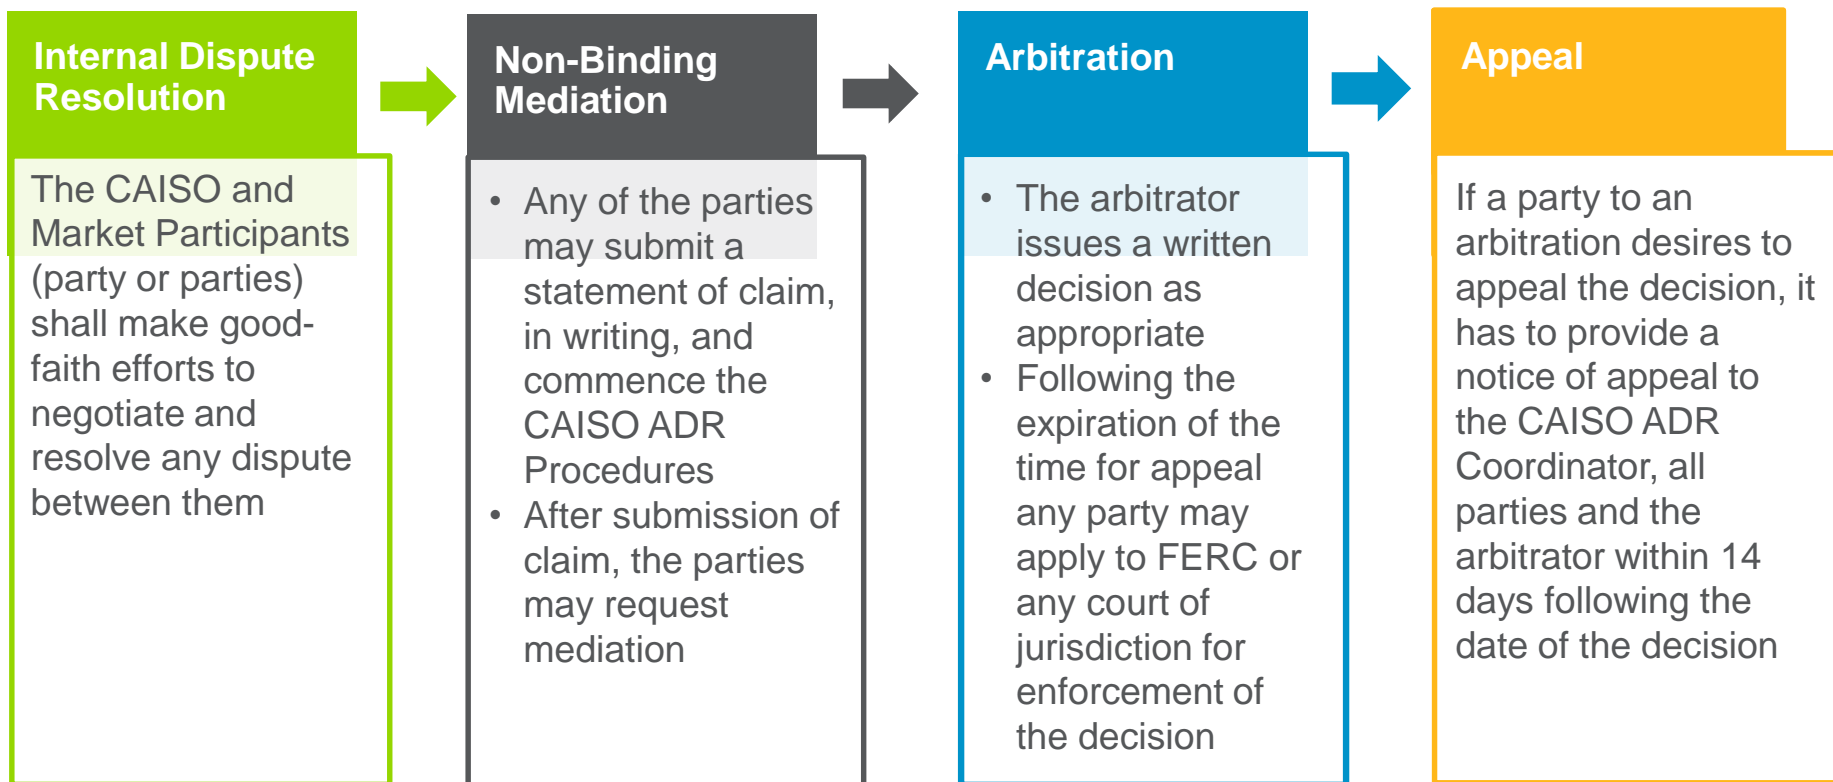 Internal Dispute
Resolution
The CAISO and
Market Participants
(party or parties)
shall make good-
faith efforts to
negotiate and
resolve any dispute
between them
Non-Binding
Mediation
• Any of the parties
may submit a
statement of claim,
in writing, and
commence the
CAISO ADR
Procedures
• After submission of
claim, the parties
may request
mediation
Arbitration
• The arbitrator
issues a written
decision as
appropriate
• Following the
expiration of the
time for appeal
any party may
apply to FERC or
any court of
jurisdiction for
enforcement of
the decision
Appeal
If a party to an
arbitration desires to
appeal the decision, it
has to provide a
notice of appeal to
the CAISO ADR
Coordinator, all
parties and the
arbitrator within 14
days following the
date of the decision